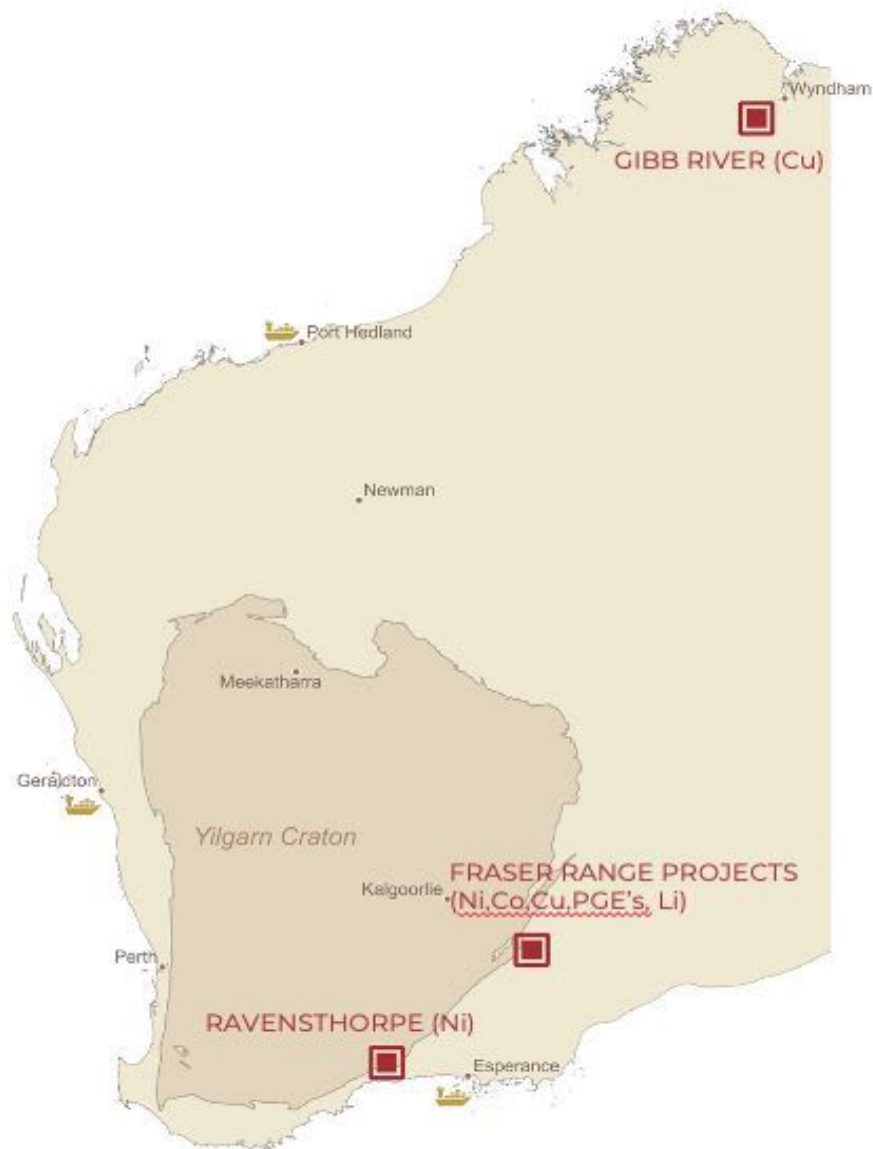 Wyndham
GIBB RIVER (Cu)
Port Hedland
Newman
Meekatharra
Geraldton
Yilgarn Craton
FRASER RANGE PROJECTS
Kalgoorlie
(Ni,Co,Cu,PGE's, Li)
Perth
RAVENSTHORPE (Ni)
Esperance